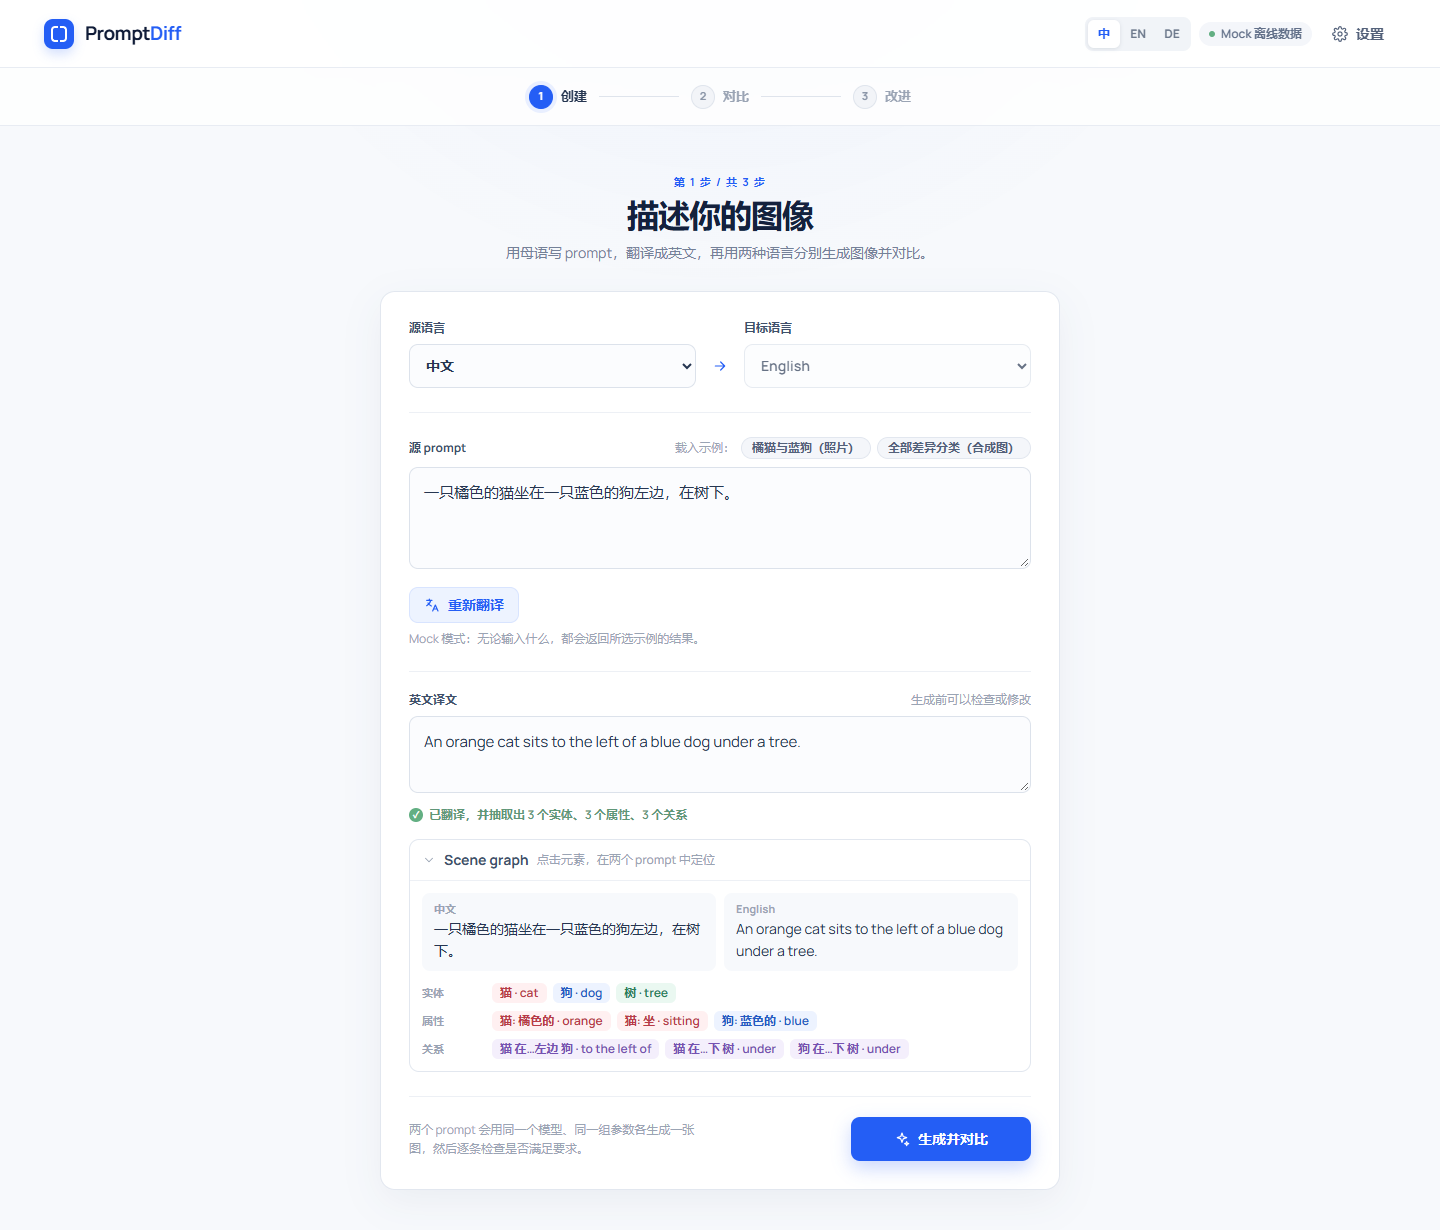 PromptDiff
中 EN DE
Mock 离线数据
设置
1 创建
2 对比
3 改进
第 1 步 / 共 3 步
描述你的图像
用母语写 prompt，翻译成英文，再用两种语言分别生成图像并对比。
源语言
目标语言
中文
→
English
源 prompt
载入示例：
橘猫与蓝狗（照片）
全部差异分类（合成图）
一只橘色的猫坐在一只蓝色的狗左边，在树下。
重新翻译
Mock 模式：无论输入什么，都会返回所选示例的结果。
英文译文
生成前可以检查或修改
An orange cat sits to the left of a blue dog under a tree.
已翻译，并抽取出 3 个实体、3 个属性、3 个关系
Scene graph 点击元素，在两个 prompt 中定位
中文
一只橘色的猫坐在一只蓝色的狗左边，在树
下。
English
An orange cat sits to the left of a blue dog
under a tree.
实体 猫 · cat 狗 · dog 树 · tree
属性 猫: 橘色的 · orange 猫: 坐 · sitting 狗: 蓝色的 · blue
关系 猫 在…左边 狗 · to the left of 猫 在…下 树 · under 狗 在…下 树 · under
两个 prompt 会用同一个模型、同一组参数各生成一张
图，然后逐条检查是否满足要求。
生成并对比